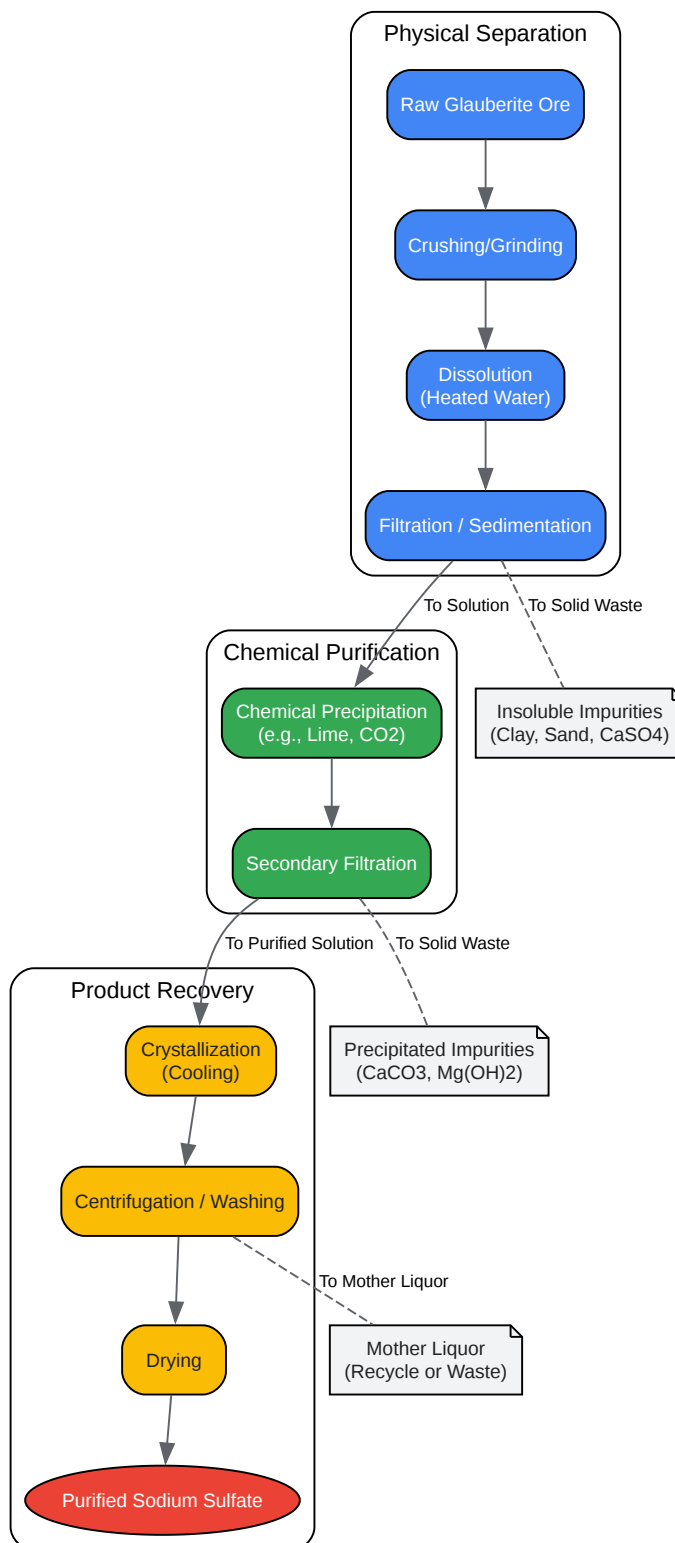 Physical Separation
Raw Glauberite Ore
Crushing/Grinding
Dissolution
(Heated Water)
Filtration / Sedimentation
To Solution
To Solid Waste
Chemical Purification
Chemical Precipitation
(e.g., Lime, CO2)
Insoluble Impurities
(Clay, Sand, CaSO4)
Secondary Filtration
To Purified Solution
To Solid Waste
Product Recovery
Crystallization
(Cooling)
Precipitated Impurities
(CaCO3, Mg(OH)2)
Centrifugation / Washing
To Mother Liquor
Drying
Mother Liquor
(Recycle or Waste)
Purified Sodium Sulfate